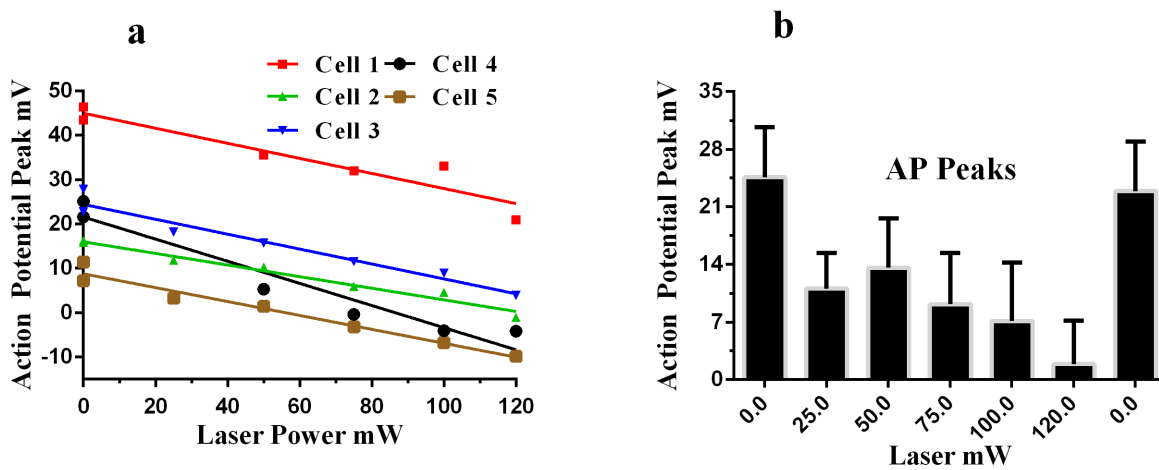 a
Cell 1
Cell 2
Cell 3
Cell 4
Cell 5
Action Potential Peak mV
50
40
30
20
10
0
-10
0 20 40 60 80 100 120
Laser Power mW
b
AP Peaks
Action Potential Peak mV
35
28
21
14
7
0
0.0 25.0 50.0 75.0 100.0 120.0 0.0
Laser mW